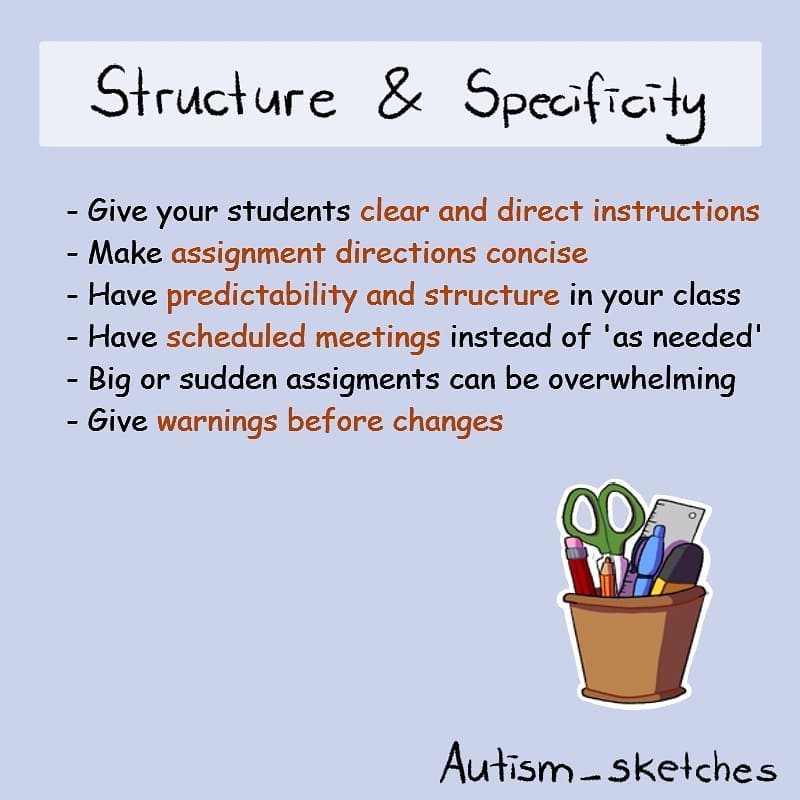 Structure & Specificity
- Give your students clear and direct instructions
- Make assignment directions concise
- Have predictability and structure in your class
- Have scheduled meetings instead of 'as needed'
- Big or sudden assigments can be overwhelming
- Give warnings before changes
Autism_sketches